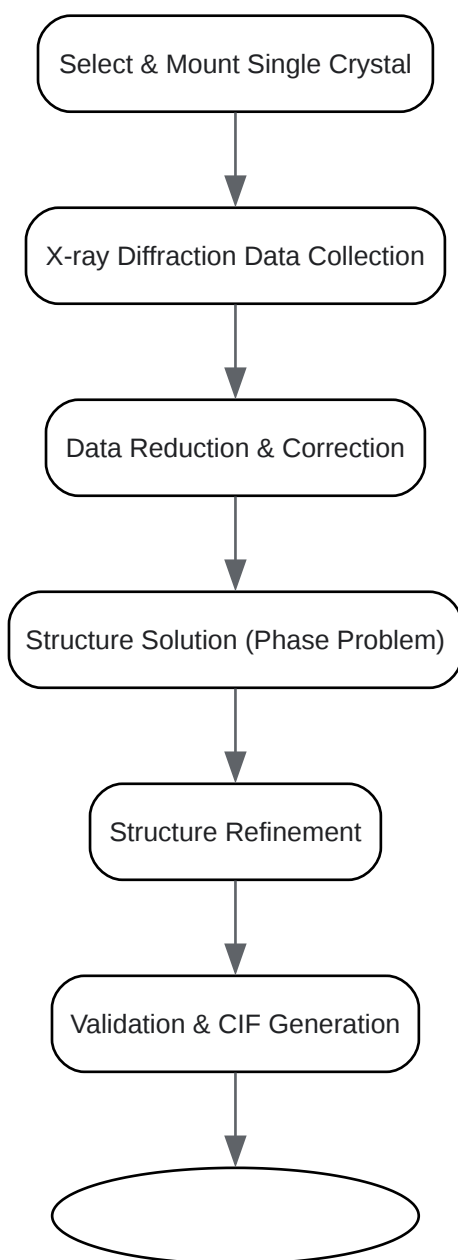 Select & Mount Single Crystal
X-ray Diffraction Data Collection
Data Reduction & Correction
Structure Solution (Phase Problem)
Structure Refinement
Validation & CIF Generation